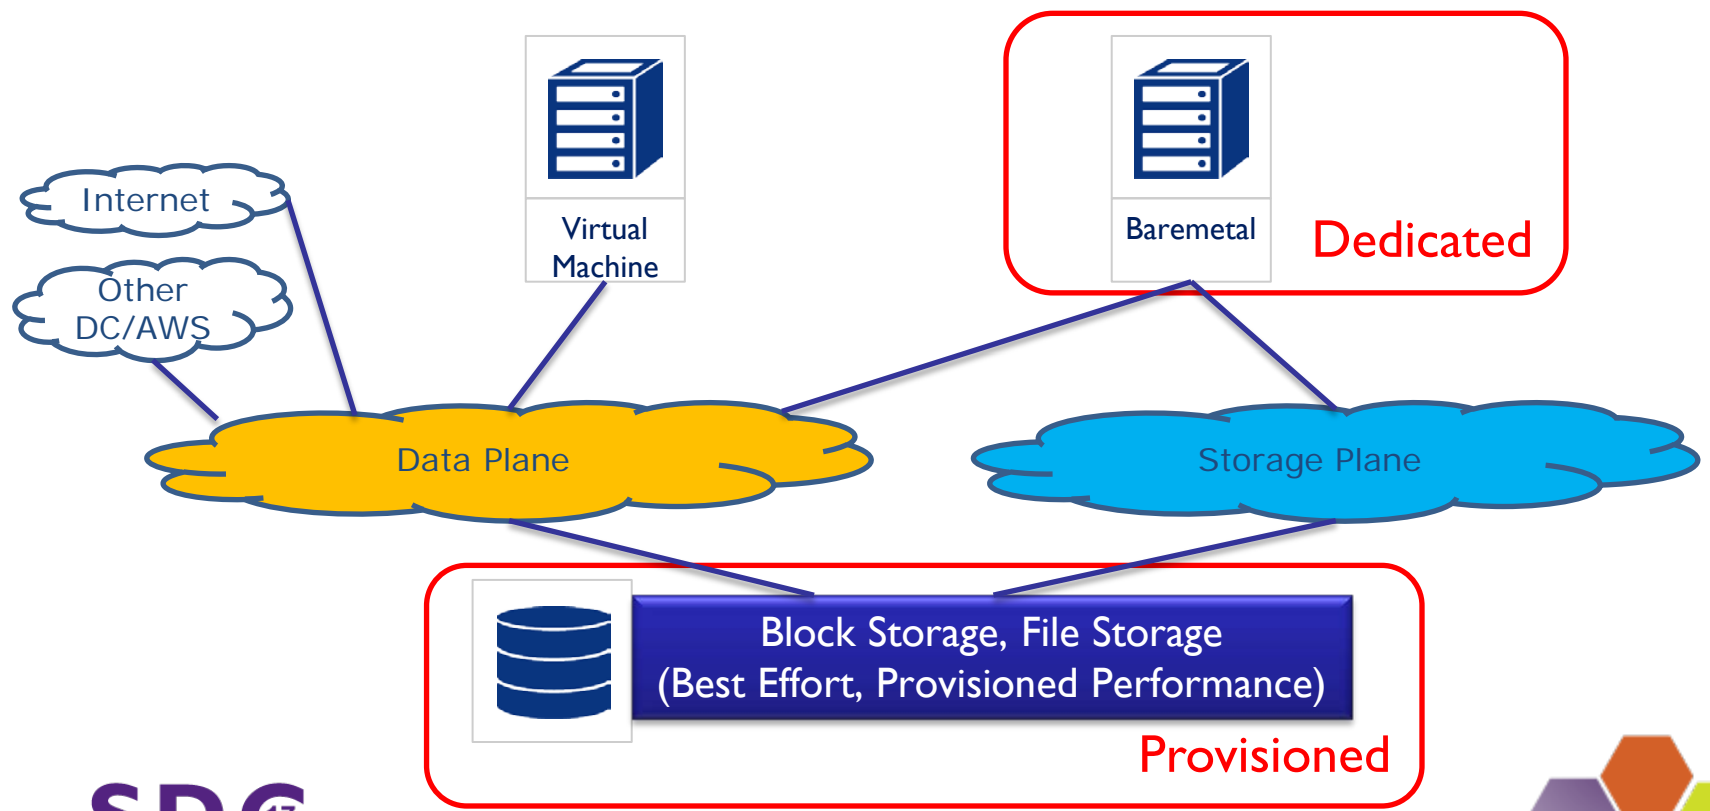 Internet
Other
DC/AWS
Virtual
Machine
Baremetal
Dedicated
Data Plane
Storage Plane
Block Storage, File Storage
(Best Effort, Provisioned Performance)
Provisioned